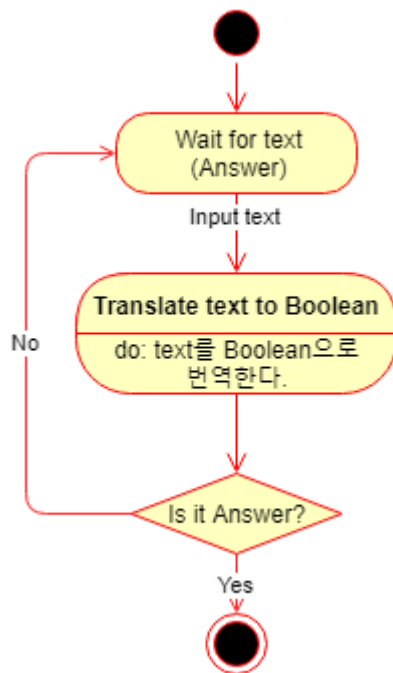 Wait for text
(Answer)
Input text
Translate text to Boolean
do: text를 Boolean으로
번역한다.
No
Is it Answer?
Yes